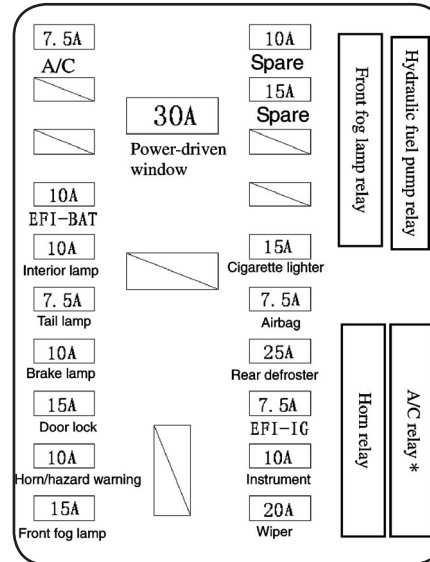 7.5A
A/C
10A
EFI-BAT
10A
Interior lamp
7.5A
Tail lamp
10A
Brake lamp
15A
Door lock
10A
Horn/hazard warning
15A
Front fog lamp
30A
Power-driven
window
10A
Spare
15A
Spare
15A
Cigarette lighter
7.5A
Airbag
25A
Rear defroster
7.5A
EFI-IG
10A
Instrument
20A
Wiper
Front fog lamp relay
Hydraulic fuel pump relay
Horn relay
A/C relay *